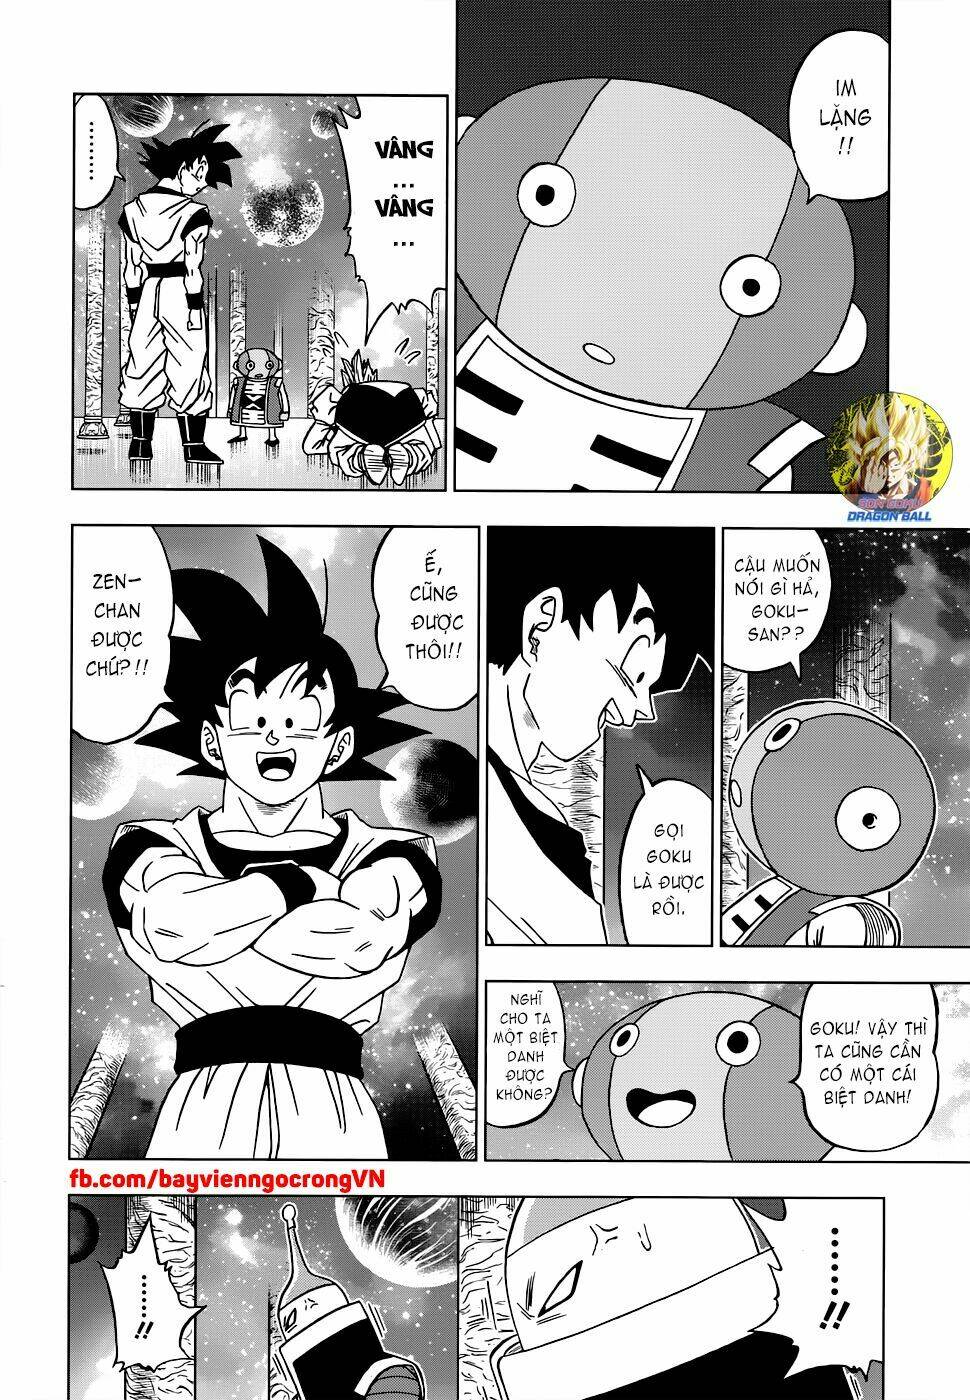 IM
LẶNG
!!
VÂNG
...
VÂNG
...
........
CẬU MUỐN
NÓI GÌ HẢ,
GOKU-
SAN??
GỌI
GOKU
LÀ ĐƯỢC
RỒI.
Ế,
CŨNG
ĐƯỢC
THÔI!!
ZEN-
CHAN
ĐƯỢC
CHỨ?!!
GOKU! VẬY THÌ
TA CŨNG CẦN
CÓ MỘT CÁI
BIỆT DANH!
NGHĨ
CHO TA
MỘT BIỆT
DANH
ĐƯỢC
KHÔNG?
......!!
......!!
SON GOKU
DRAGON BALL
fb.com/bayvienngocrongVN